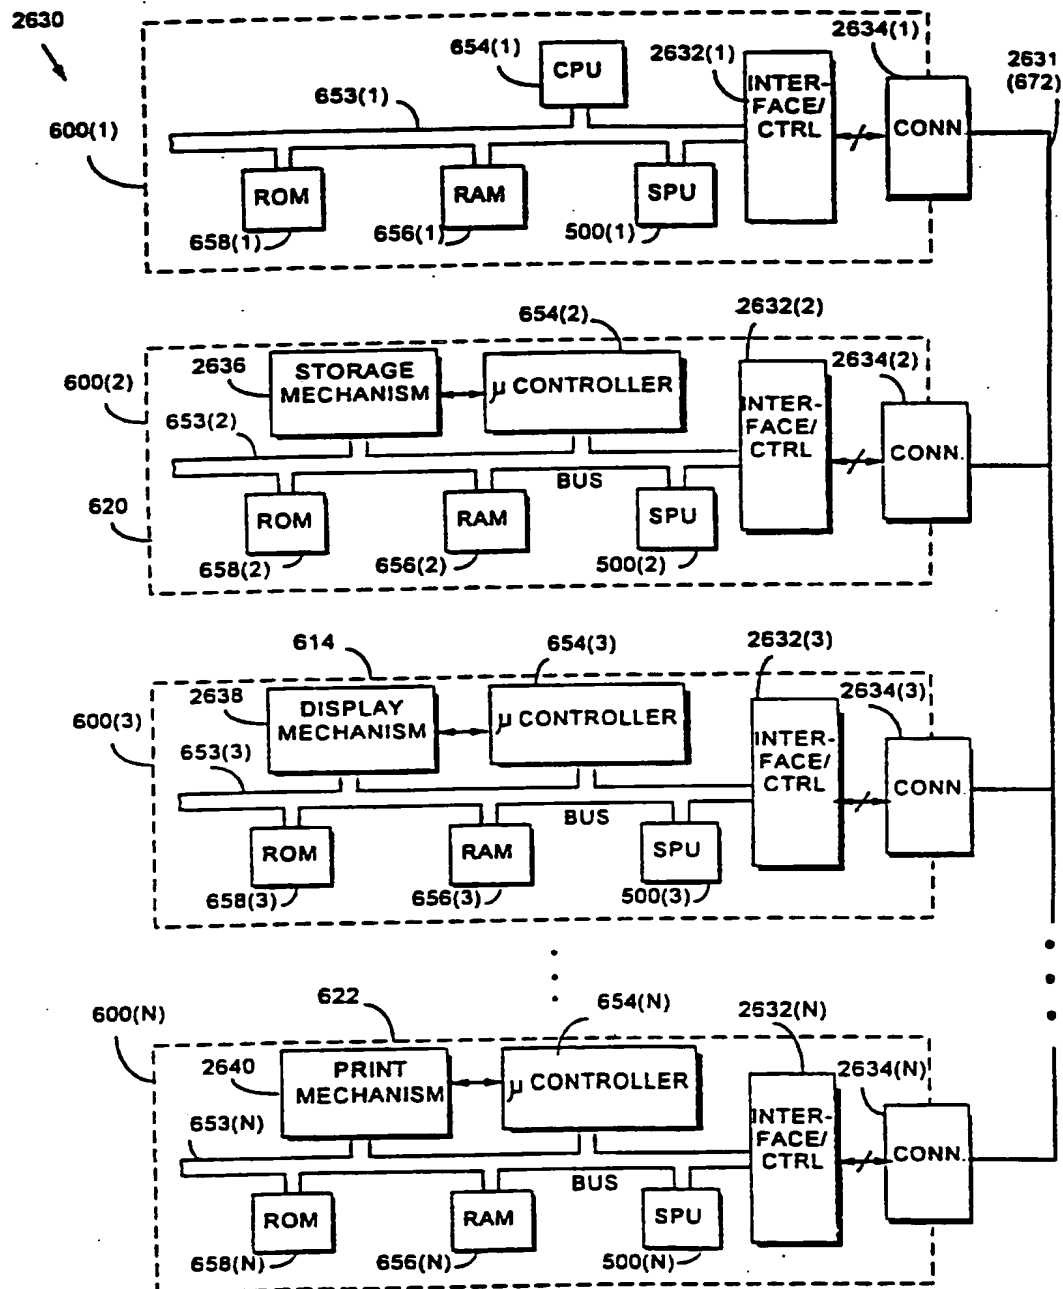 2630
600(1)
653(1)
654(1)
CPU
2632(1)
INTER-
FACE/
CTRL
2634(1)
CONN.
2631
(672)
ROM
658(1)
RAM
656(1)
SPU
500(1)
600(2)
620
2636
STORAGE
MECHANISM
654(2)
μ CONTROLLER
2632(2)
INTER-
FACE/
CTRL
2634(2)
CONN.
653(2)
BUS
ROM
658(2)
RAM
656(2)
SPU
500(2)
614
600(3)
2638
DISPLAY
MECHANISM
654(3)
μ CONTROLLER
2632(3)
INTER-
FACE/
CTRL
2634(3)
CONN.
653(3)
BUS
ROM
658(3)
RAM
656(3)
SPU
500(3)
622
600(N)
2640
PRINT
MECHANISM
654(N)
μ CONTROLLER
2632(N)
INTER-
FACE/
CTRL
2634(N)
CONN.
653(N)
BUS
ROM
658(N)
RAM
656(N)
SPU
500(N)